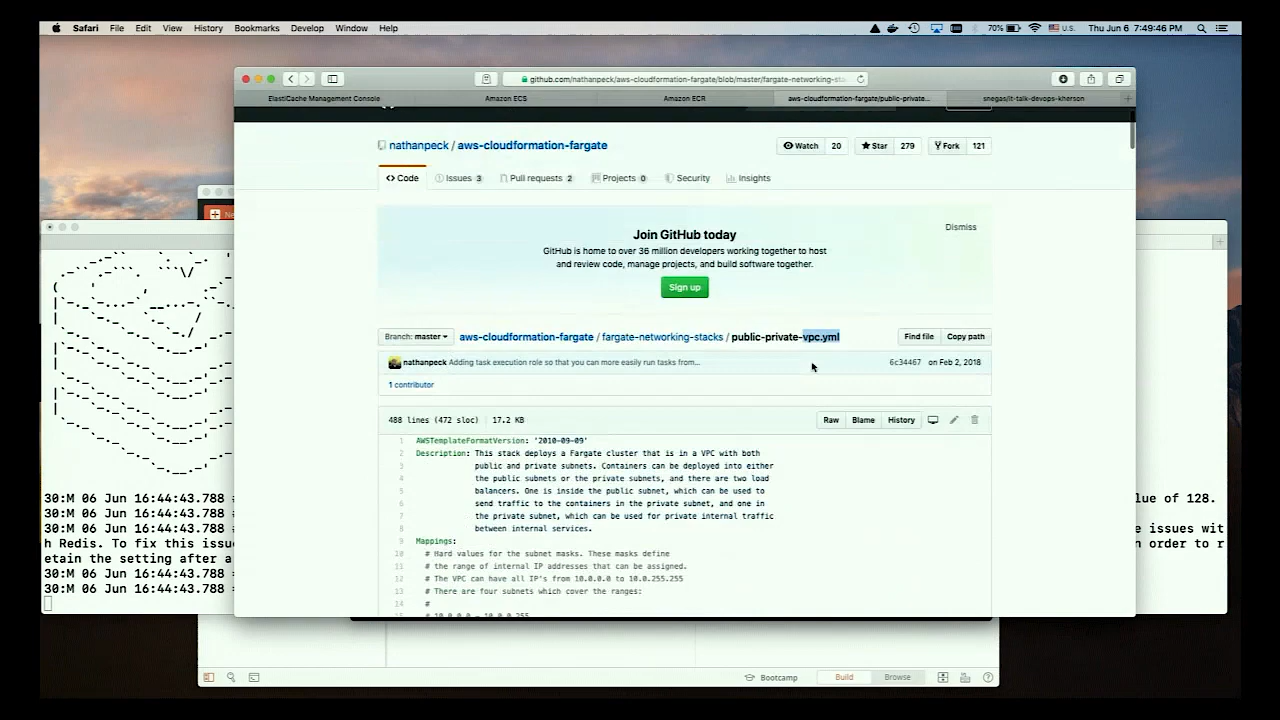 Safari File Edit View History Bookmarks Develop Window Help 70% U.S. Thu Jun 6 7:49:46 PM
github.com/nathanpeck/aws-cloudformation-fargate/blob/master/fargate-networking-sta
ElastiCache Management Console Amazon ECS Amazon ECR aws-cloudformation-fargate/public-private... snegas/it-talk-devops-kherson
nathanpeck / aws-cloudformation-fargate Watch 20 Star 279 Fork 121
Code Issues 3 Pull requests 2 Projects 0 Security Insights
Join GitHub today Dismiss
GitHub is home to over 36 million developers working together to host
and review code, manage projects, and build software together.
Sign up
Branch: master aws-cloudformation-fargate / fargate-networking-stacks / public-private-vpc.yml Find file Copy path
nathanpeck Adding task execution role so that you can more easily run tasks from... 6c34467 on Feb 2, 2018
1 contributor
488 lines (472 sloc) 17.2 KB Raw Blame History
1 AWSTemplateFormatVersion: '2010-09-09'
2 Description: This stack deploys a Fargate cluster that is in a VPC with both
3 public and private subnets. Containers can be deployed into either
4 the public subnets or the private subnets, and there are two load
5 balancers. One is inside the public subnet, which can be used to
6 send traffic to the containers in the private subnet, and one in
7 the private subnet, which can be used for private internal traffic
8 between internal services.
9 Mappings:
10 # Hard values for the subnet masks. These masks define
11 # the range of internal IP addresses that can be assigned.
12 # The VPC can have all IP's from 10.0.0.0 to 10.0.255.255
13 # There are four subnets which cover the ranges:
14 #
15 # 10.0.0.0 - 10.0.0.255
30:M 06 Jun 16:44:43.788 # lue of 128.
30:M 06 Jun 16:44:43.788
30:M 06 Jun 16:44:43.788 e issues wit
h Redis. To fix this issu n order to r
etain the setting after a
30:M 06 Jun 16:44:43.788
30:M 06 Jun 16:44:43.788
Bootcamp Build Browse